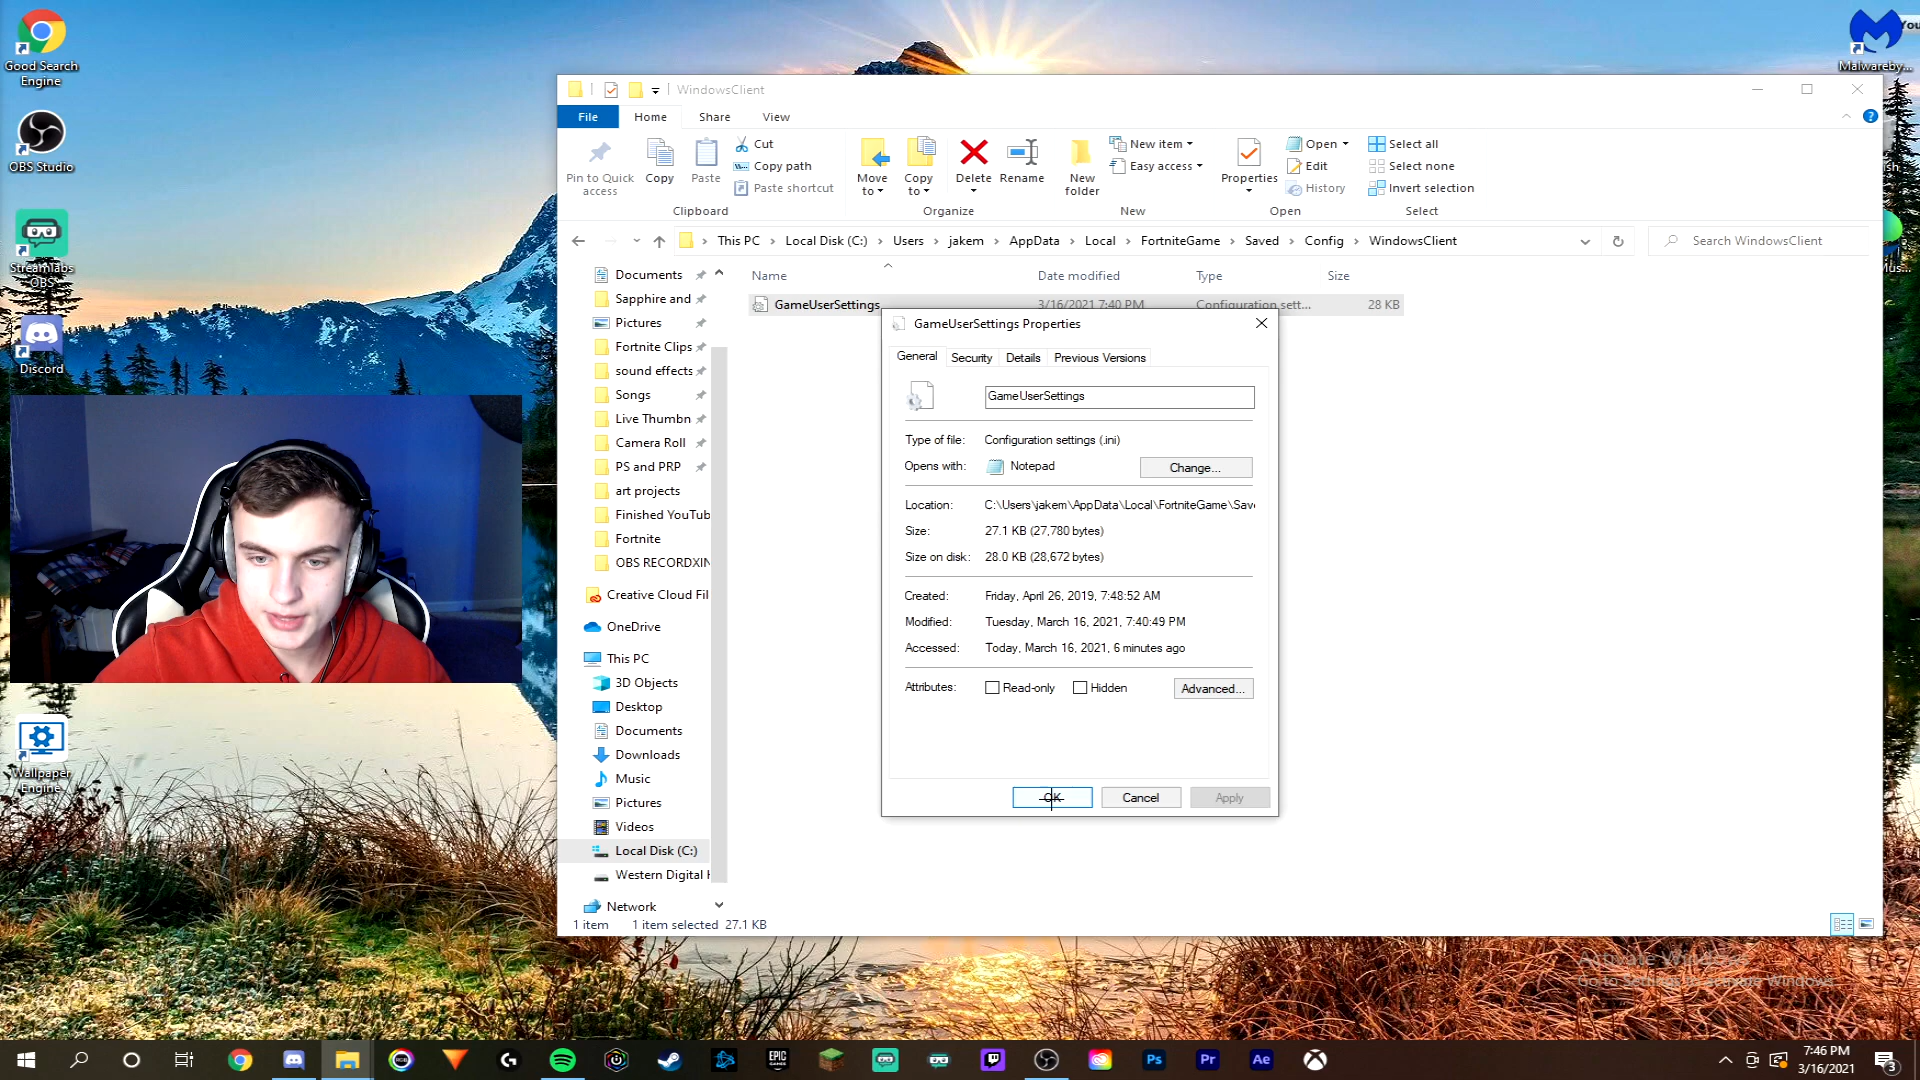 Good Search
Engine
OBS Studio
Streamlabs
OBS
Discord
Wallpaper
Engine
Malwareby...
You
WindowsClient
File
Home
Share
View
Pin to Quick
access
Copy
Paste
Cut
Copy path
Paste shortcut
Clipboard
Move
to
Copy
to
Delete
Rename
Organize
New
folder
New item
Easy access
New
Properties
Open
Edit
History
Open
Select all
Select none
Invert selection
Select
This PC
Local Disk (C:)
Users
jakem
AppData
Local
FortniteGame
Saved
Config
WindowsClient
Search WindowsClient
Documents
Sapphire and
Pictures
Fortnite Clips
sound effects
Songs
Live Thumbn
Camera Roll
PS and PRP
art projects
Finished YouTub
Fortnite
OBS RECORDXIN
Creative Cloud Fil
OneDrive
This PC
3D Objects
Desktop
Documents
Downloads
Music
Pictures
Videos
Local Disk (C:)
Western Digital
Network
Name
Date modified
Type
Size
GameUserSettings
3/16/2021 7:40 PM
Configuration sett...
28 KB
GameUserSettings Properties
General
Security
Details
Previous Versions
GameUserSettings
Type of file: Configuration settings (.ini)
Opens with: Notepad
Change...
Location: C:\Users\jakem\AppData\Local\FortniteGame\Save
Size: 27.1 KB (27,780 bytes)
Size on disk: 28.0 KB (28,672 bytes)
Created: Friday, April 26, 2019, 7:48:52 AM
Modified: Tuesday, March 16, 2021, 7:40:49 PM
Accessed: Today, March 16, 2021, 6 minutes ago
Attributes: Read-only Hidden
Advanced...
OK
Cancel
Apply
1 item
1 item selected 27.1 KB
Activate Windows
Go to Settings to activate Windows.
EPIC
GAMES
Ps
Pr
Ae
7:46 PM
3/16/2021
3